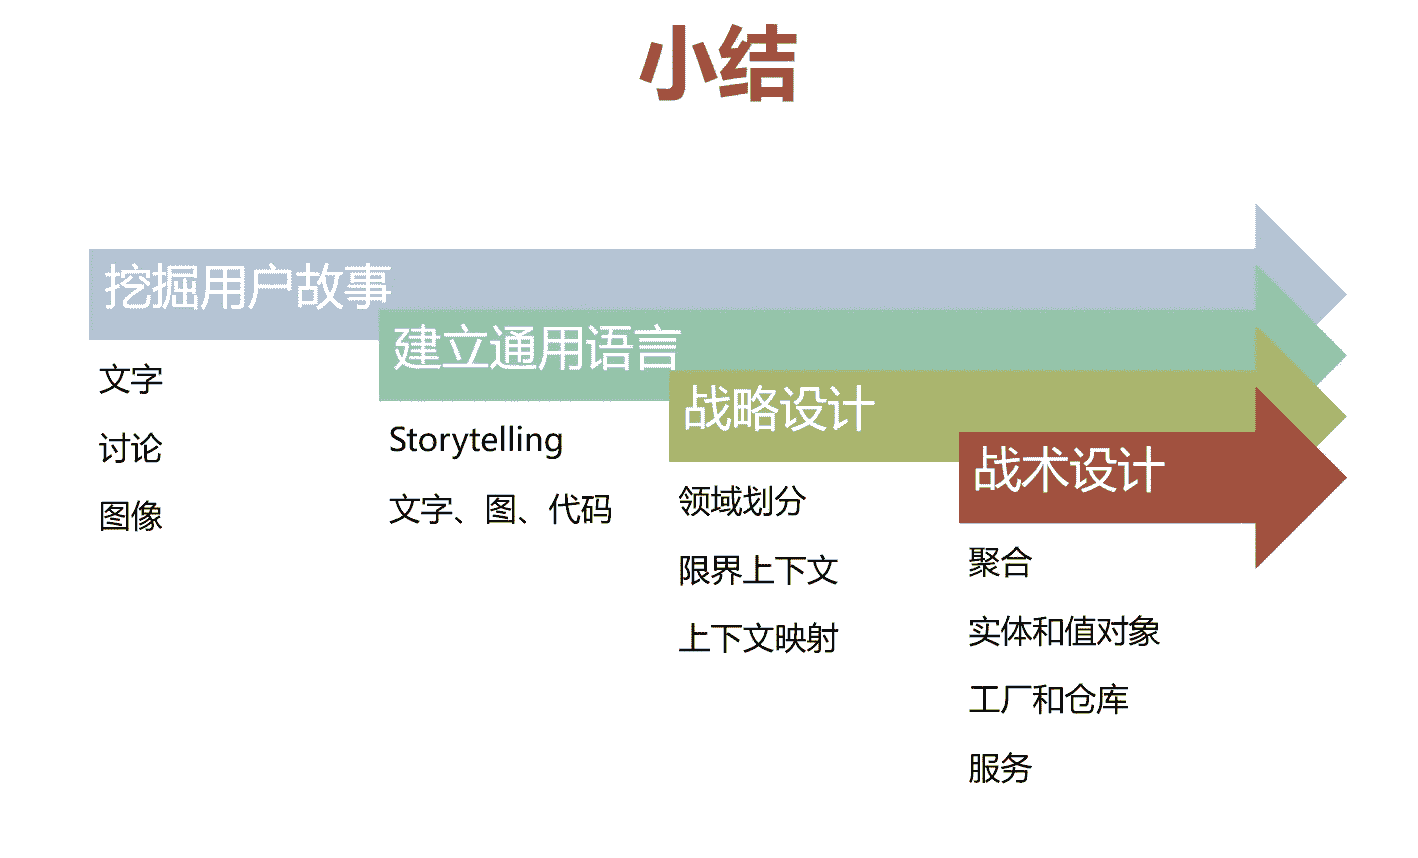 小结
挖掘用户故事
文字
讨论
图像
建立通用语言
Storytelling
文字、图、代码
战略设计
领域划分
限界上下文
上下文映射
战术设计
聚合
实体和值对象
工厂和仓库
服务